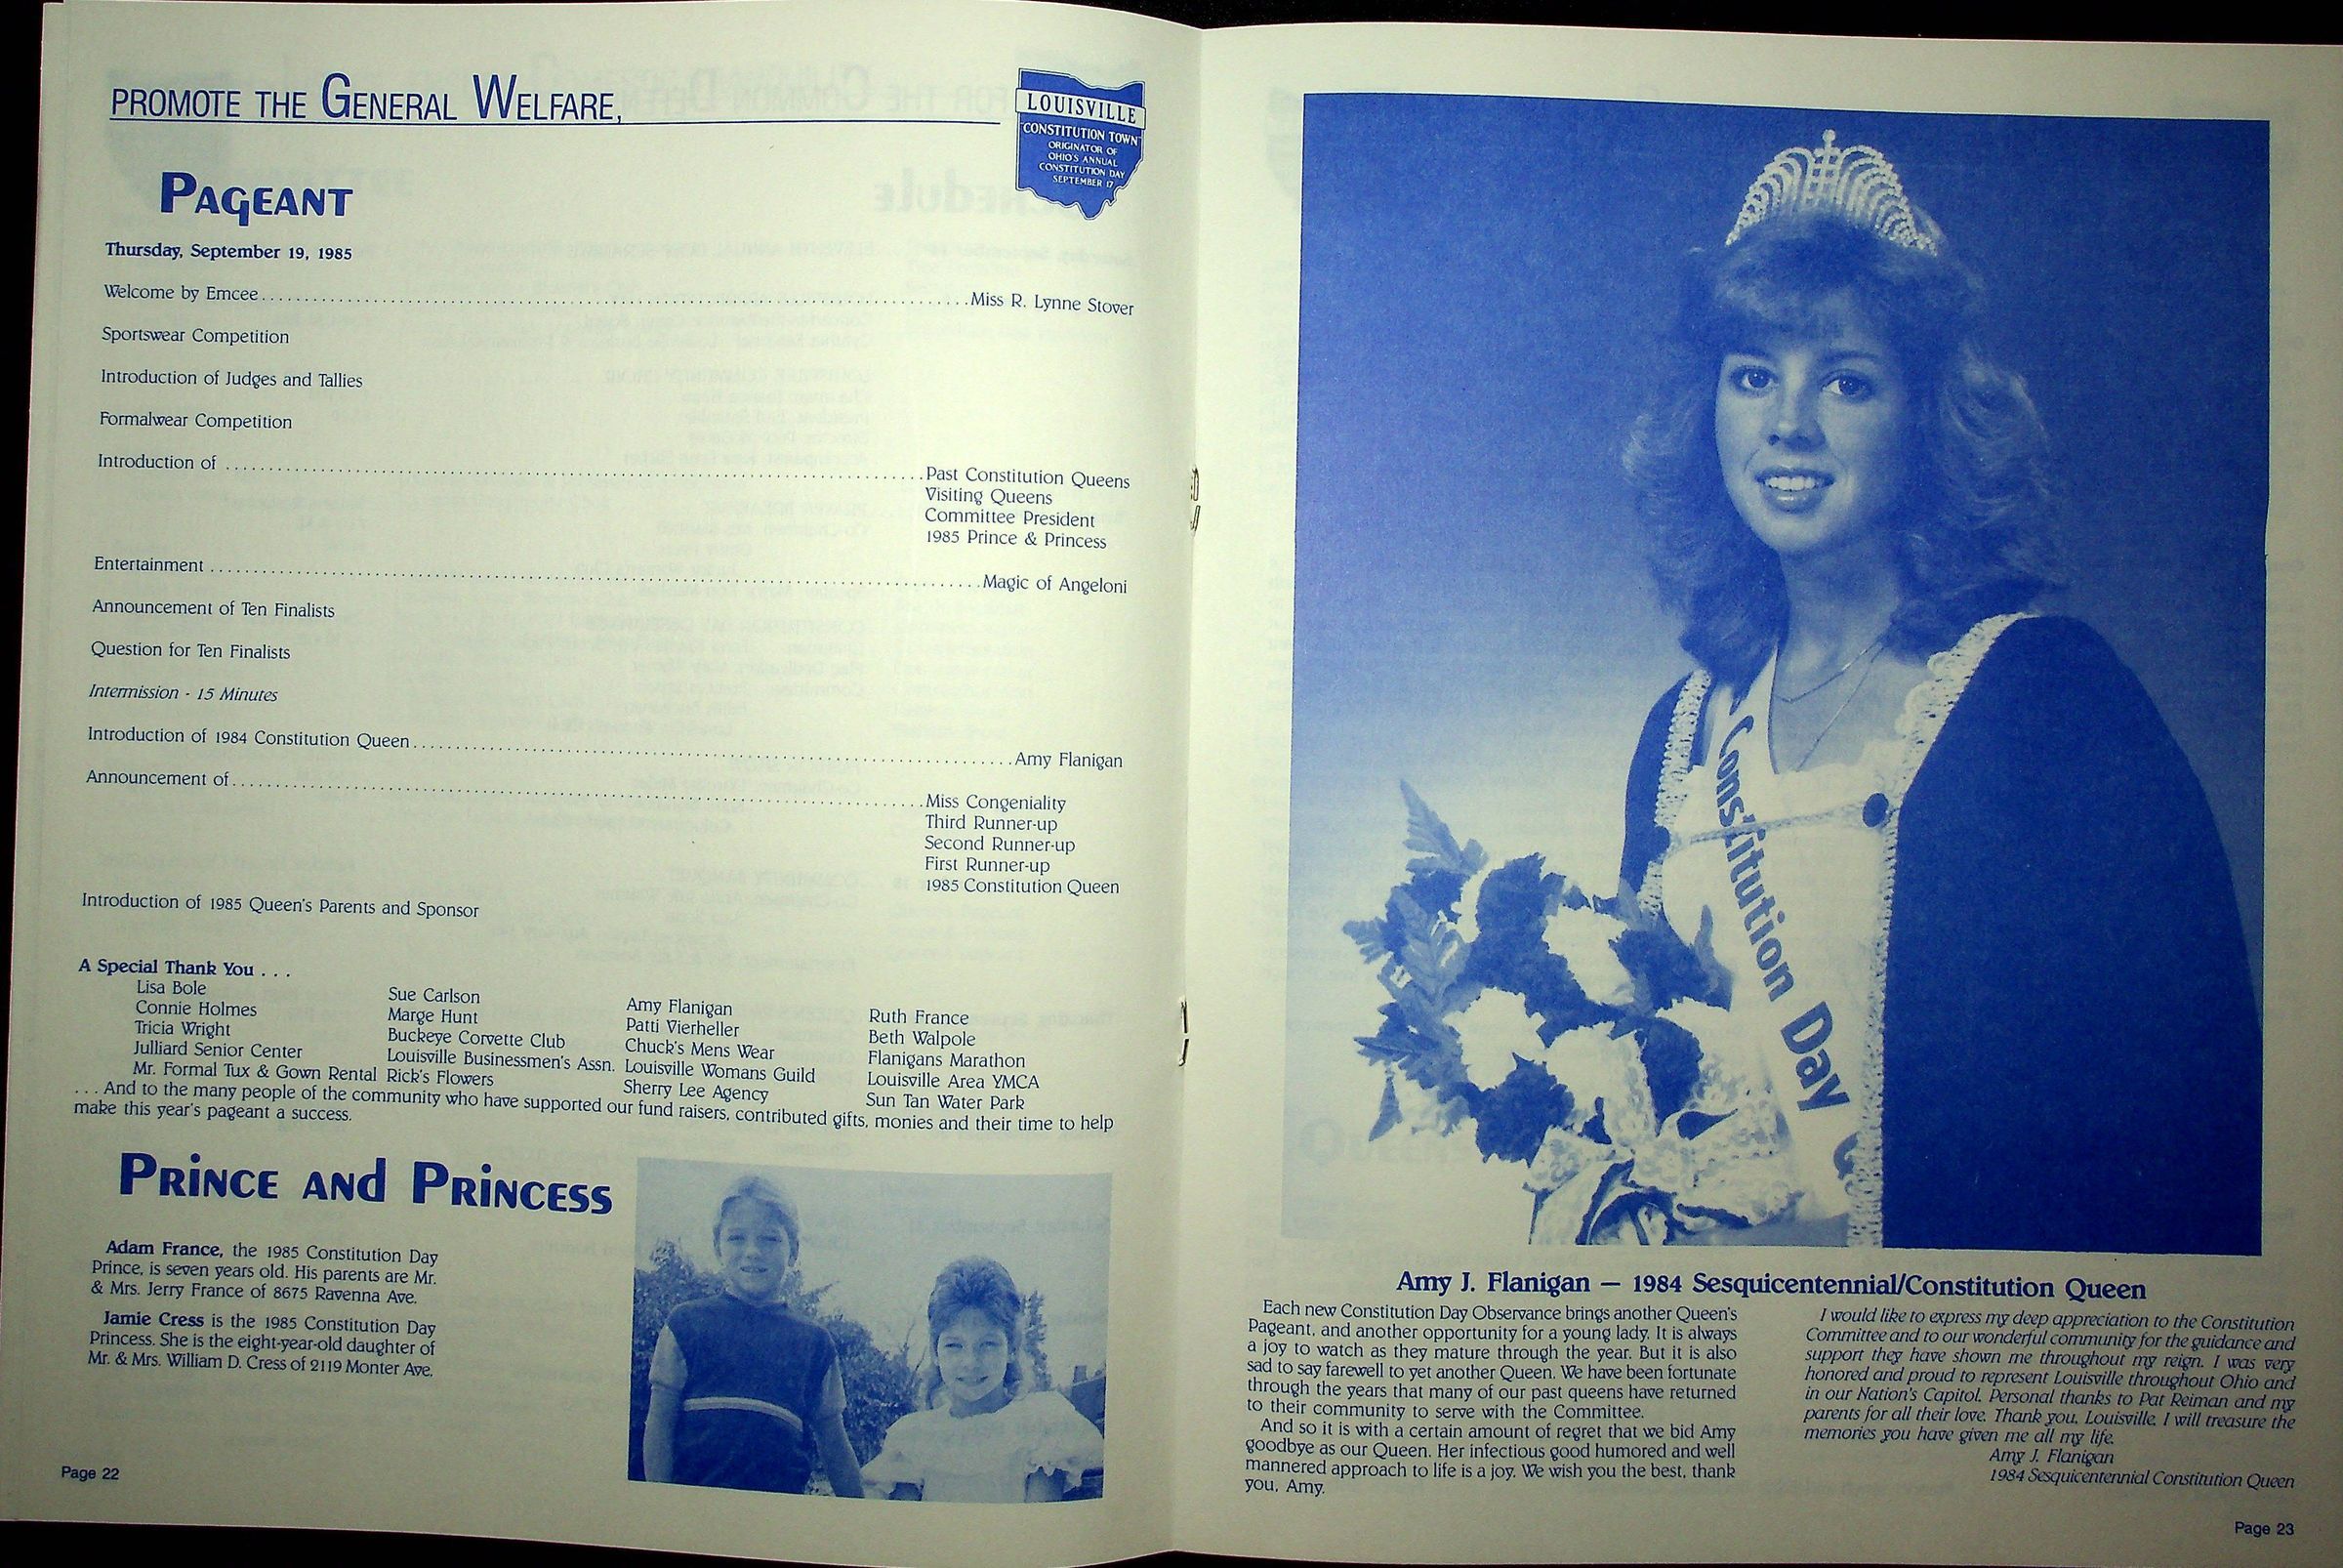 PROMOTE THE GENERAL WELFARE,
LOUISVILLE
"CONSTITUTION TOWN"
ORIGINATOR OF
OHIO'S ANNUAL
CONSTITUTION DAY
SEPTEMBER 17
PAGEANT
Thursday, September 19, 1985
Welcome by Emcee ... Miss R. Lynne Stover
Sportswear Competition
Introduction of Judges and Tallies
Formalwear Competition
Introduction of ... Past Constitution Queens
Visiting Queens
Committee President
1985 Prince & Princess
Entertainment ... Magic of Angeloni
Announcement of Ten Finalists
Question for Ten Finalists
Intermission - 15 Minutes
Introduction of 1984 Constitution Queen ... Amy Flanigan
Announcement of ... Miss Congeniality
Third Runner-up
Second Runner-up
First Runner-up
1985 Constitution Queen
Introduction of 1985 Queen's Parents and Sponsor
A Special Thank You . . .
Lisa Bole Sue Carlson Amy Flanigan Ruth France
Connie Holmes Marge Hunt Patti Vierheller Beth Walpole
Tricia Wright Buckeye Corvette Club Chuck's Mens Wear Flanigans Marathon
Julliard Senior Center Louisville Businessmen's Assn. Louisville Womans Guild Louisville Area YMCA
Mr. Formal Tux & Gown Rental Rick's Flowers Sherry Lee Agency Sun Tan Water Park
. . . And to the many people of the community who have supported our fund raisers, contributed gifts, monies and their time to help
make this year's pageant a success.
PRINCE AND PRINCESS
Adam France, the 1985 Constitution Day
Prince, is seven years old. His parents are Mr.
& Mrs. Jerry France of 8675 Ravenna Ave.
Jamie Cress is the 1985 Constitution Day
Princess. She is the eight-year-old daughter of
Mr. & Mrs. William D. Cress of 2119 Monter Ave.
Page 22
Constitution Day
Amy J. Flanigan — 1984 Sesquicentennial/Constitution Queen
Each new Constitution Day Observance brings another Queen's
Pageant, and another opportunity for a young lady. It is always
a joy to watch as they mature through the year. But it is also
sad to say farewell to yet another Queen. We have been fortunate
through the years that many of our past queens have returned
to their community to serve with the Committee.
And so it is with a certain amount of regret that we bid Amy
goodbye as our Queen. Her infectious good humored and well
mannered approach to life is a joy. We wish you the best, thank
you, Amy.
I would like to express my deep appreciation to the Constitution
Committee and to our wonderful community for the guidance and
support they have shown me throughout my reign. I was very
honored and proud to represent Louisville throughout Ohio and
in our Nation's Capitol. Personal thanks to Pat Reiman and my
parents for all their love. Thank you, Louisville. I will treasure the
memories you have given me all my life.
Amy J. Flanigan
1984 Sesquicentennial Constitution Queen
Page 23